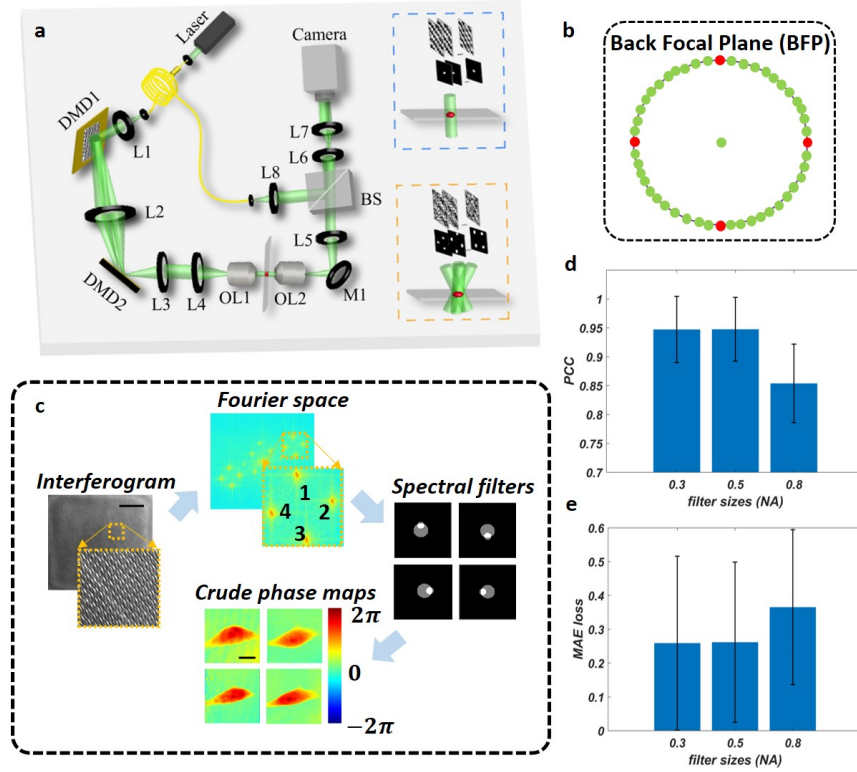 a
Laser
Camera
DMD1
L1
L7
L6
L8
BS
L2
L5
DMD2
L3
L4
OL1
OL2
M1
b
Back Focal Plane (BFP)
c
Fourier space
Interferogram
1
4
2
3
Spectral filters
Crude phase maps
2π
0
−2π
d
1
0.95
0.9
0.85
0.8
0.75
0.7
PCC
0.3 0.5 0.8
filter sizes (NA)
e
0.6
0.5
0.4
0.3
0.2
0.1
0
MAE loss
0.3 0.5 0.8
filter sizes (NA)